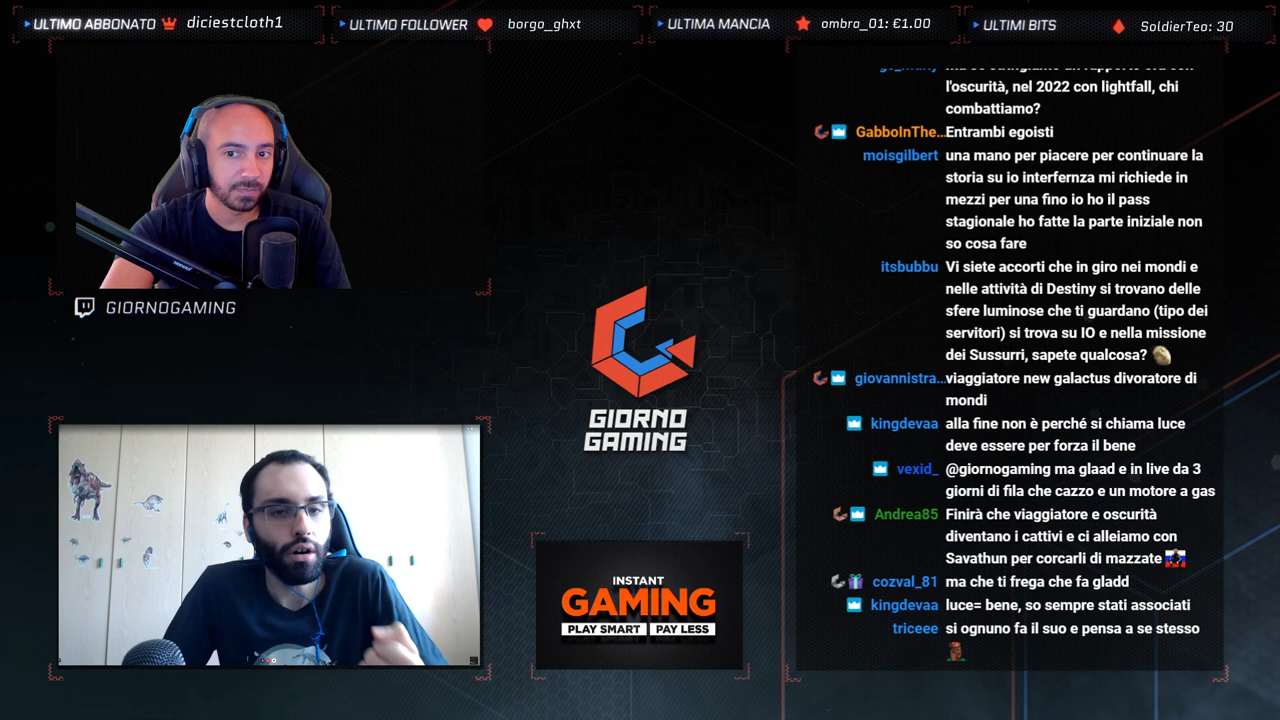 ULTIMO ABBONATO diciestcloth1
ULTIMO FOLLOWER borgo_ghxt
ULTIMA MANCIA ombra_01: €1.00
ULTIMI BITS SoldierTeo: 30
l'oscurità, nel 2022 con lightfall, chi
combattiamo?
GabboInThe... Entrambi egoisti
moisgilbert una mano per piacere per continuare la
storia su io interfernza mi richiede in
mezzi per una fino io ho il pass
stagionale ho fatte la parte iniziale non
so cosa fare
itsbubbu Vi siete accorti che in giro nei mondi e
nelle attività di Destiny si trovano delle
sfere luminose che ti guardano (tipo dei
servitori) si trova su IO e nella missione
dei Sussurri, sapete qualcosa?
giovannistra... viaggiatore new galactus divoratore di
mondi
kingdevaa alla fine non è perché si chiama luce
deve essere per forza il bene
vexid_ @giornogaming ma glaad e in live da 3
giorni di fila che cazzo e un motore a gas
Andrea85 Finirà che viaggiatore e oscurità
diventano i cattivi e ci alleiamo con
Savathun per corcarli di mazzate
cozval_81 ma che ti frega che fa gladd
kingdevaa luce= bene, so sempre stati associati
triceee si ognuno fa il suo e pensa a se stesso
GIORNOGAMING
GIORNO
GAMING
INSTANT
GAMING
PLAY SMART PAY LESS